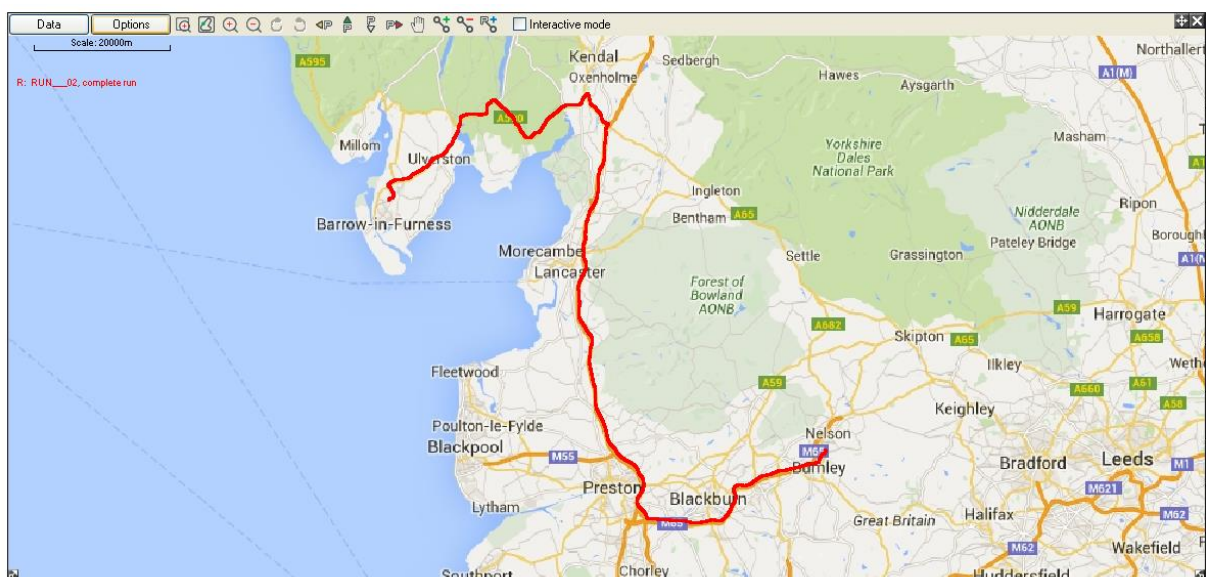 Data
Options
Interactive mode
Scale: 20000m
R: RUN___02, complete run
Kendal
Oxenholme
Sedbergh
Hawes
Aysgarth
Northallert
A1(M)
A595
Millom
Ulverston
Masham
Yorkshire
Dales
National Park
Ingleton
Bentham
A65
Barrow-in-Furness
Nidderdale
AONB
Ripon
Pateley Bridge
Morecambe
Lancaster
Settle
Grassington
Forest of
Bowland
AONB
A59
Harrogate
A682
Skipton
A65
A658
Ilkley
Fleetwood
A59
A660
A61
A58
Keighley
Poulton-le-Fylde
Blackpool
Nelson
M55
Burnley
Bradford
Leeds
M1
Preston
Blackburn
M621
Lytham
M65
Great Britain
Halifax
M62
M62
Wakefield
Southport
Chorley
Huddersfield